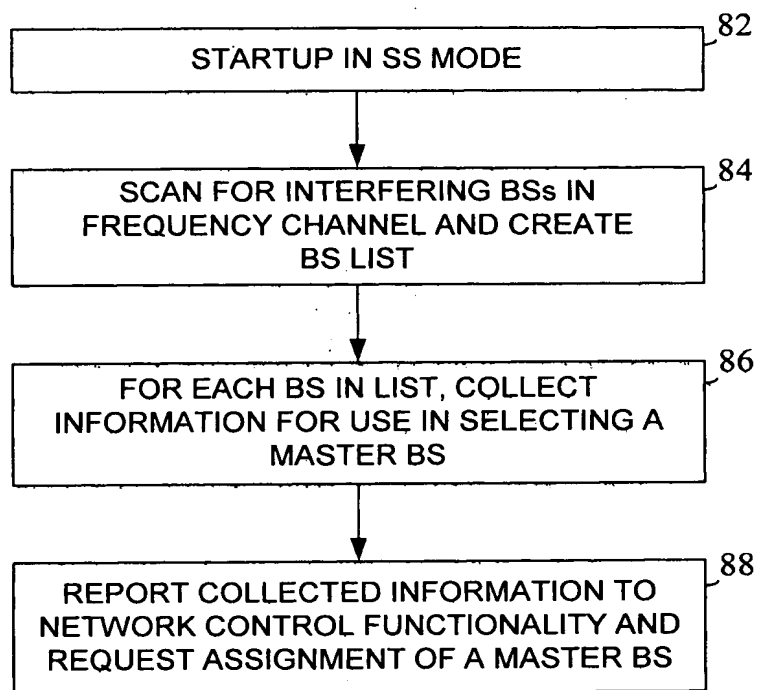 82
STARTUP IN SS MODE
84
SCAN FOR INTERFERING BSs IN
FREQUENCY CHANNEL AND CREATE
BS LIST
86
FOR EACH BS IN LIST, COLLECT
INFORMATION FOR USE IN SELECTING A
MASTER BS
88
REPORT COLLECTED INFORMATION TO
NETWORK CONTROL FUNCTIONALITY AND
REQUEST ASSIGNMENT OF A MASTER BS